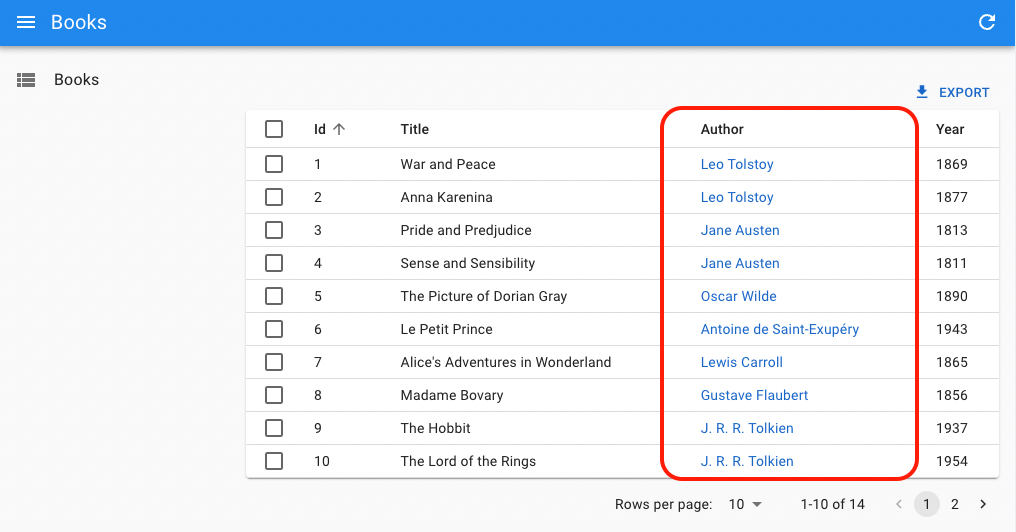 Books
Books
EXPORT
Id Title Author Year
1 War and Peace Leo Tolstoy 1869
2 Anna Karenina Leo Tolstoy 1877
3 Pride and Predjudice Jane Austen 1813
4 Sense and Sensibility Jane Austen 1811
5 The Picture of Dorian Gray Oscar Wilde 1890
6 Le Petit Prince Antoine de Saint-Exupéry 1943
7 Alice's Adventures in Wonderland Lewis Carroll 1865
8 Madame Bovary Gustave Flaubert 1856
9 The Hobbit J. R. R. Tolkien 1937
10 The Lord of the Rings J. R. R. Tolkien 1954
Rows per page: 10 1-10 of 14 1 2